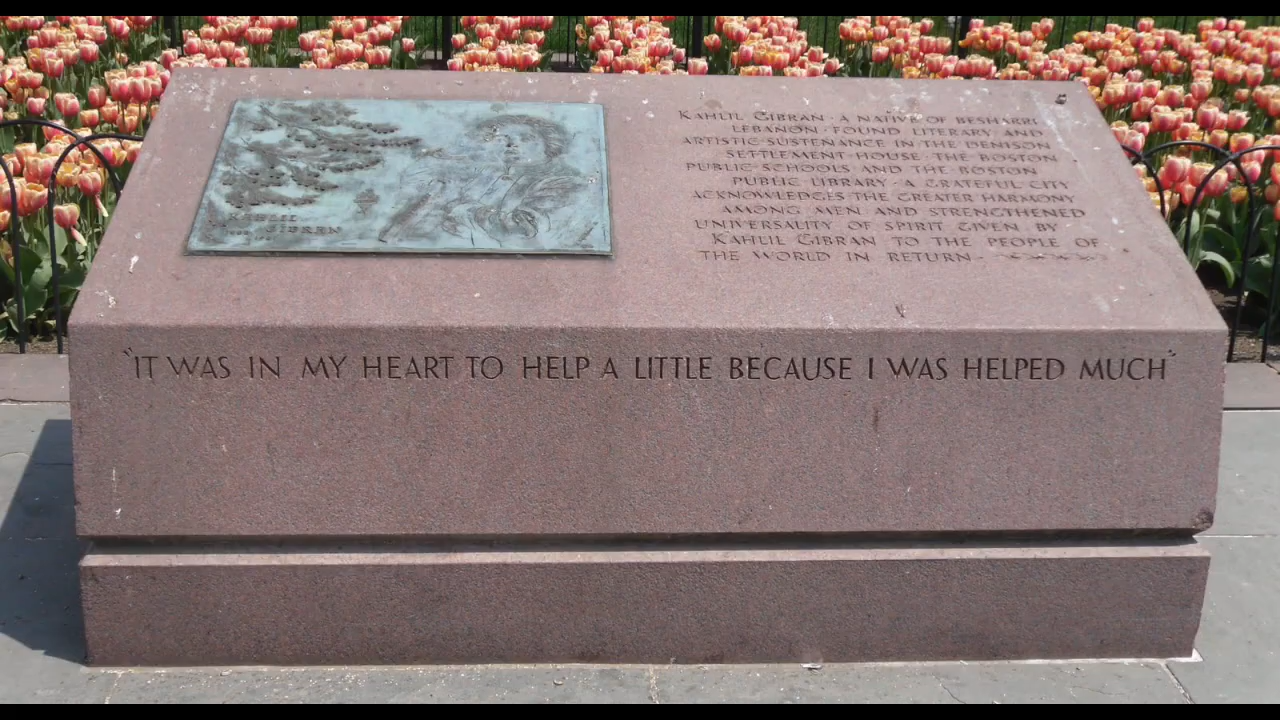 KAHLIL
GIBRAN
KAHLIL GIBRAN · A NATIVE OF BESHARRI
LEBANON · FOUND LITERARY AND
ARTISTIC SUSTENANCE IN THE DENISON
SETTLEMENT HOUSE · THE BOSTON
PUBLIC SCHOOLS AND THE BOSTON
PUBLIC LIBRARY · A GRATEFUL CITY
ACKNOWLEDGES THE GREATER HARMONY
AMONG MEN AND STRENGTHENED
UNIVERSALITY OF SPIRIT GIVEN BY
KAHLIL GIBRAN TO THE PEOPLE OF
THE WORLD IN RETURN ·
"IT WAS IN MY HEART TO HELP A LITTLE BECAUSE I WAS HELPED MUCH"